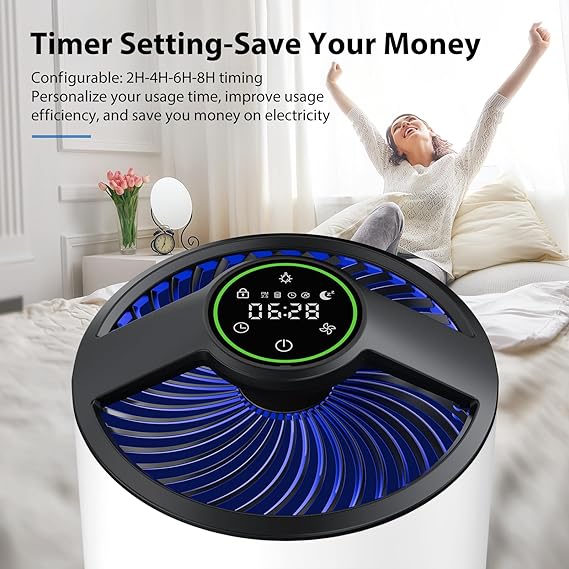 Timer Setting-Save Your Money
Configurable: 2H-4H-6H-8H timing
Personalize your usage time, improve usage
efficiency, and save you money on electricity
06:28